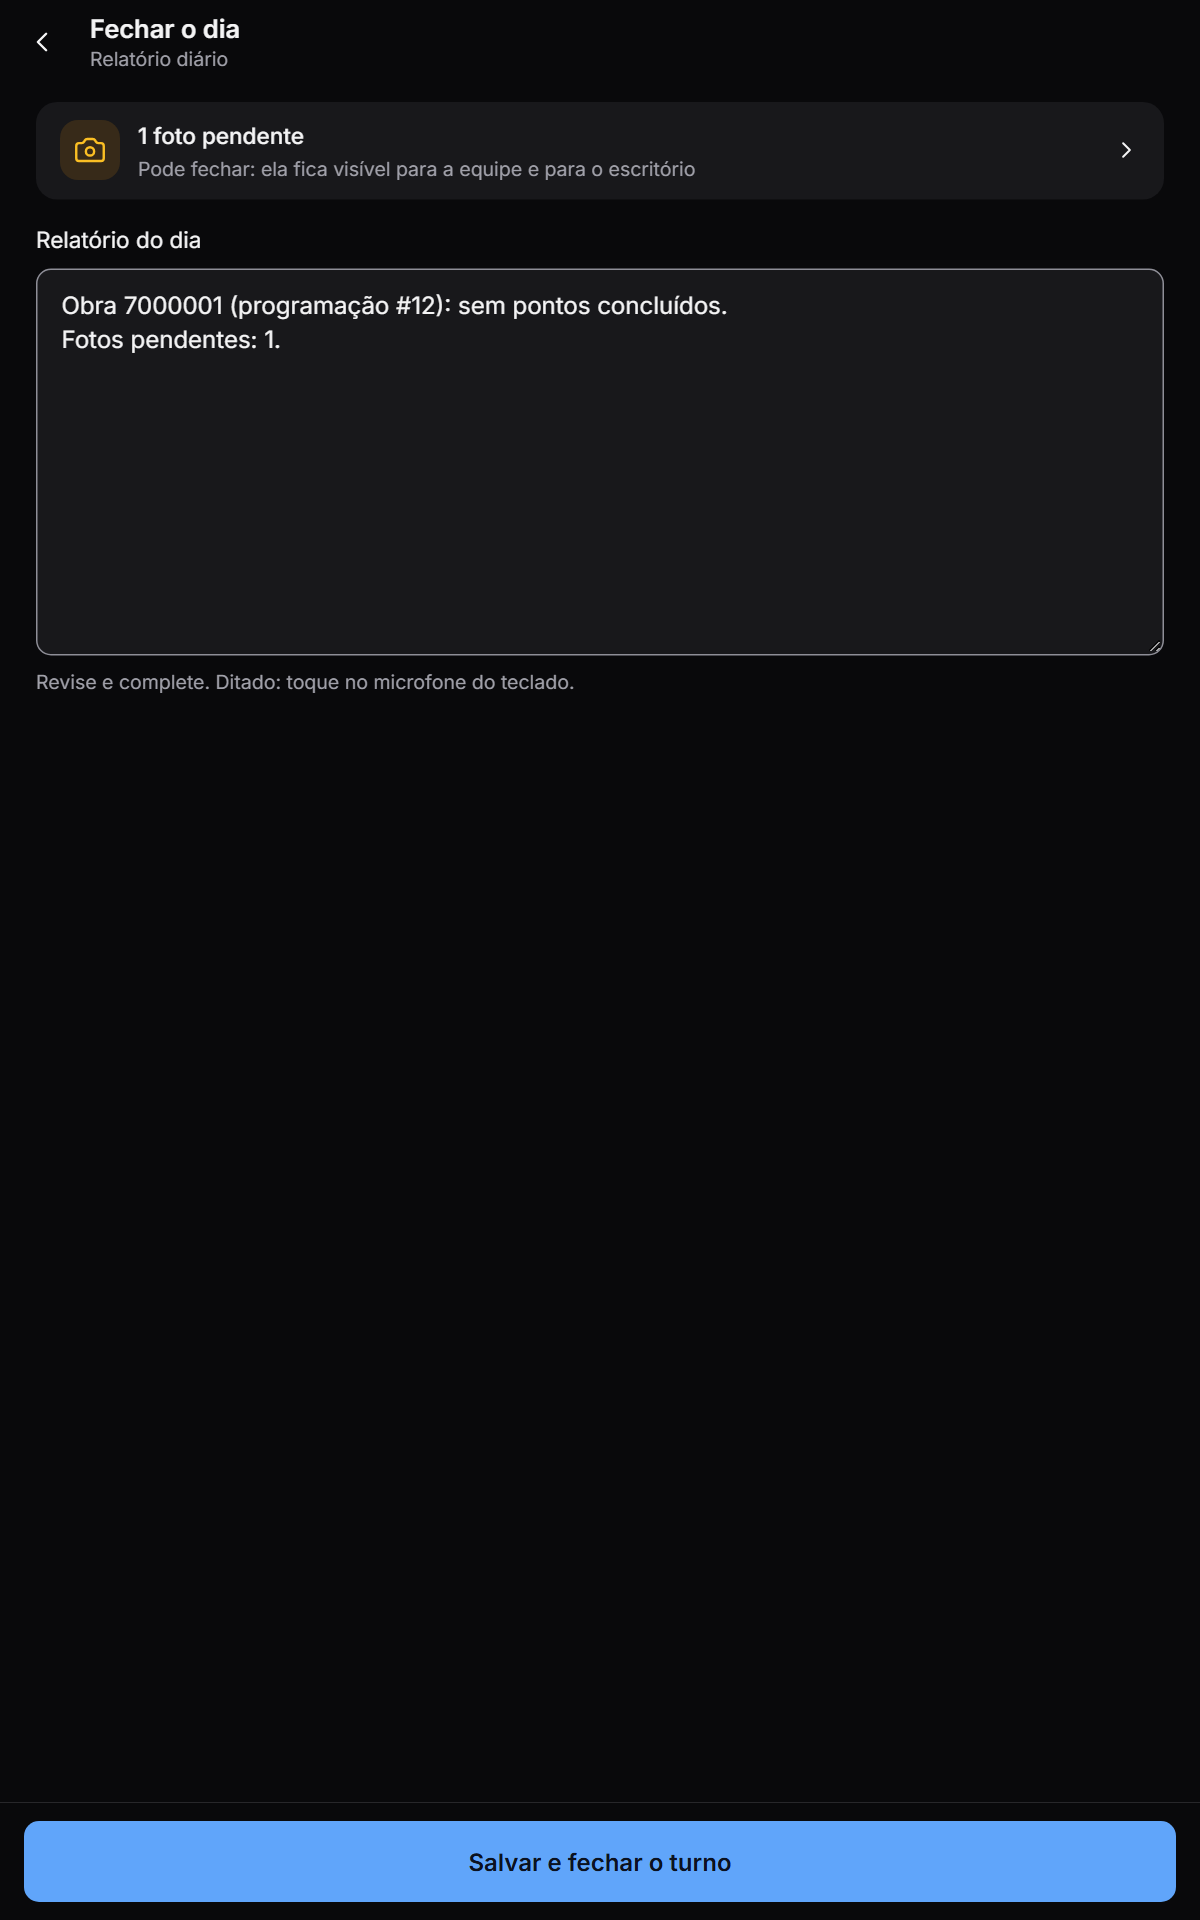 Fechar o dia
Relatório diário
1 foto pendente
Pode fechar: ela fica visível para a equipe e para o escritório
Relatório do dia
Obra 7000001 (programação #12): sem pontos concluídos.
Fotos pendentes: 1.
Revise e complete. Ditado: toque no microfone do teclado.
Salvar e fechar o turno